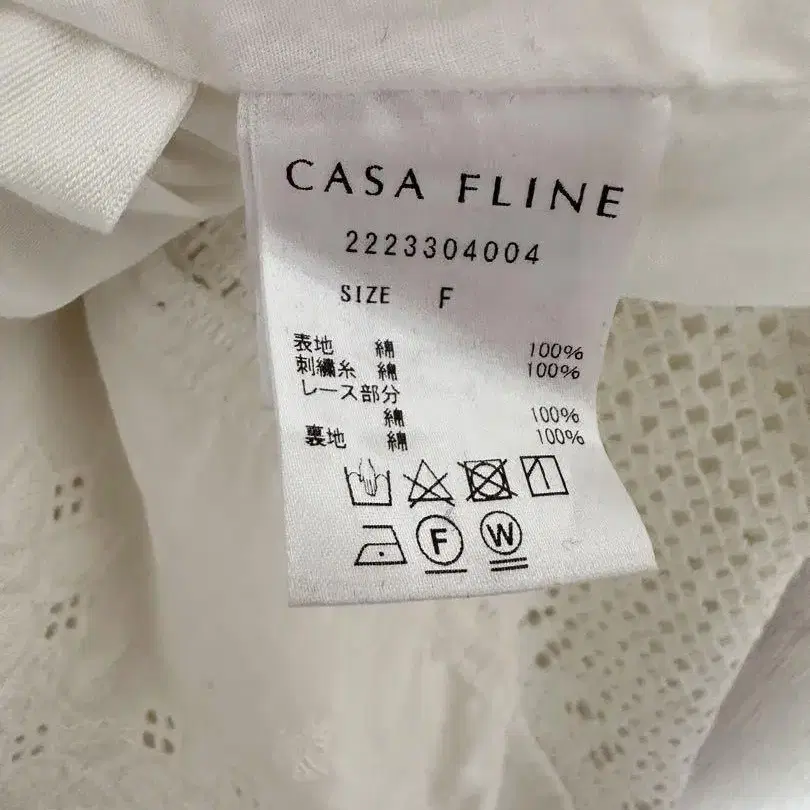 CASA FLINE
2223304004
SIZE F
表地 綿 100%
刺繍糸 綿 100%
レース部分
綿 100%
裏地 綿 100%
F W